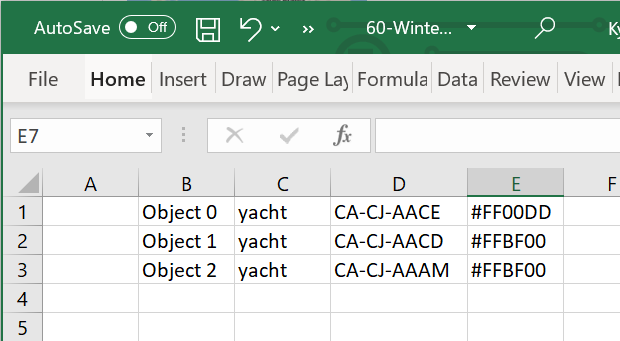 AutoSave Off 60-Winte...
File Home Insert Draw Page Lay Formula Data Review View
E7 fx
A B C D E F
1 Object 0 yacht CA-CJ-AACE #FF00DD
2 Object 1 yacht CA-CJ-AACD #FFBF00
3 Object 2 yacht CA-CJ-AAAM #FFBF00
4
5